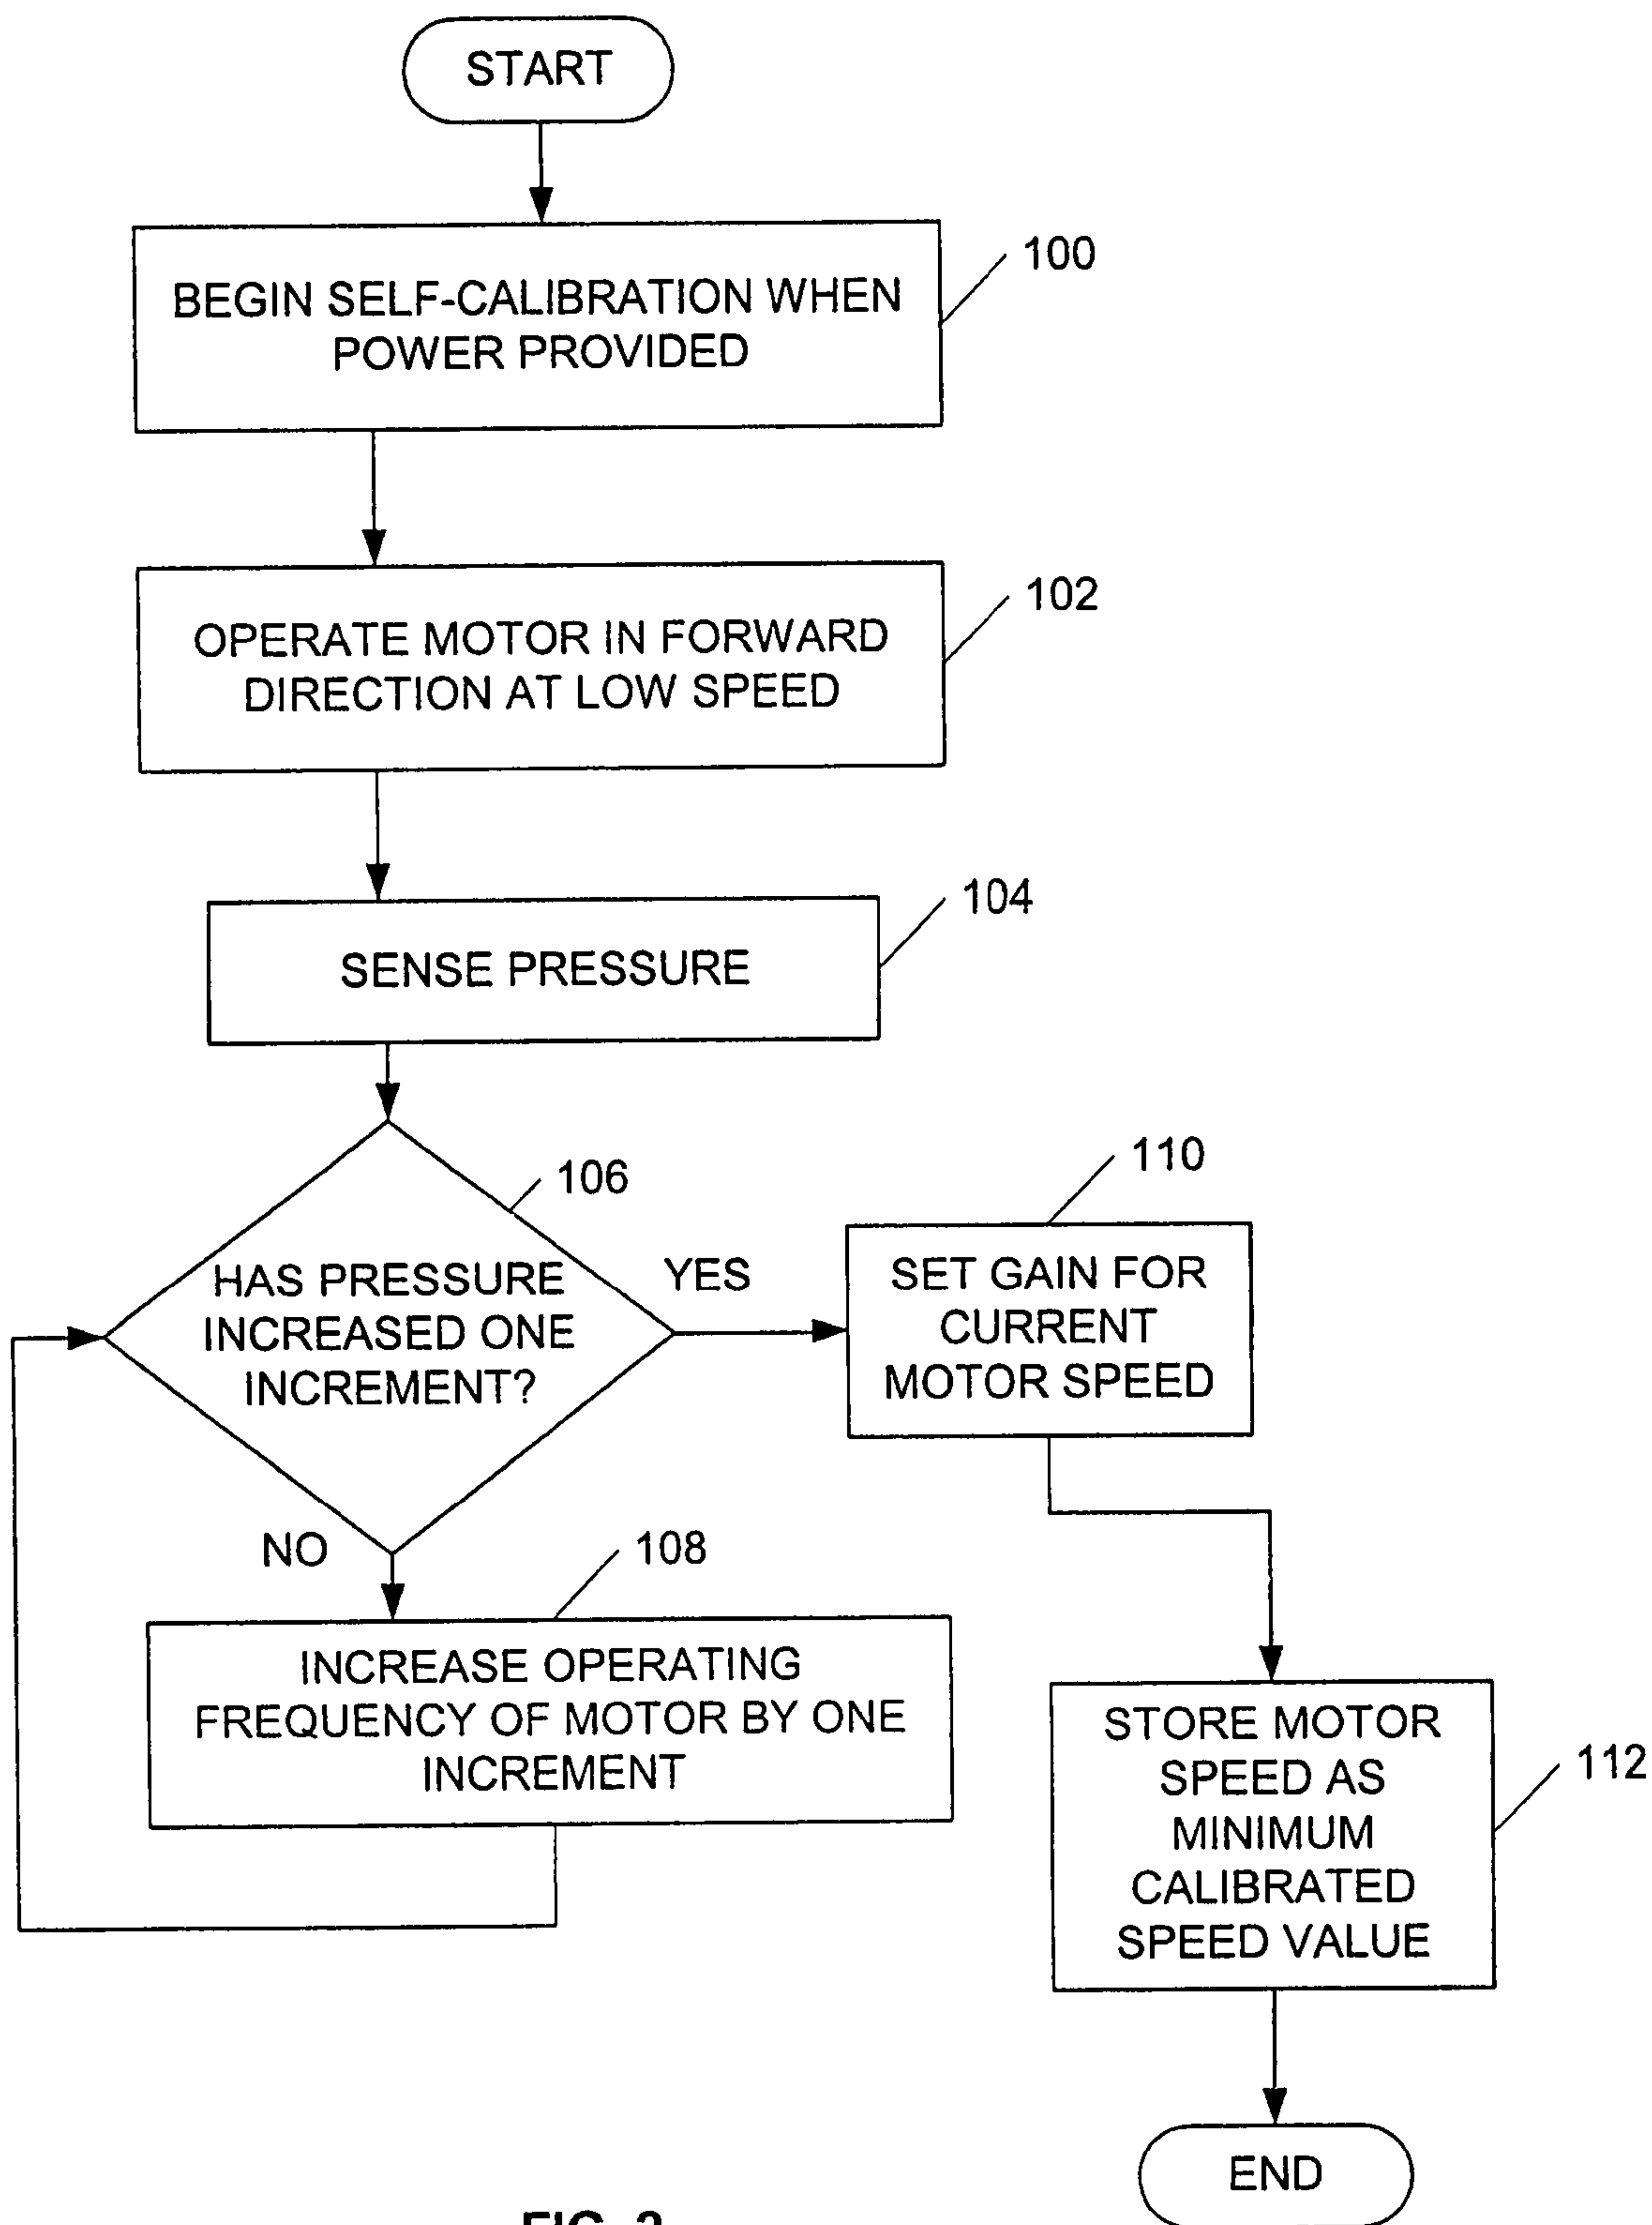 START
BEGIN SELF-CALIBRATION WHEN
POWER PROVIDED
100
OPERATE MOTOR IN FORWARD
DIRECTION AT LOW SPEED
102
SENSE PRESSURE
104
HAS PRESSURE
INCREASED ONE
INCREMENT?
106
YES
SET GAIN FOR
CURRENT
MOTOR SPEED
110
NO
INCREASE OPERATING
FREQUENCY OF MOTOR BY ONE
INCREMENT
108
STORE MOTOR
SPEED AS
MINIMUM
CALIBRATED
SPEED VALUE
112
END